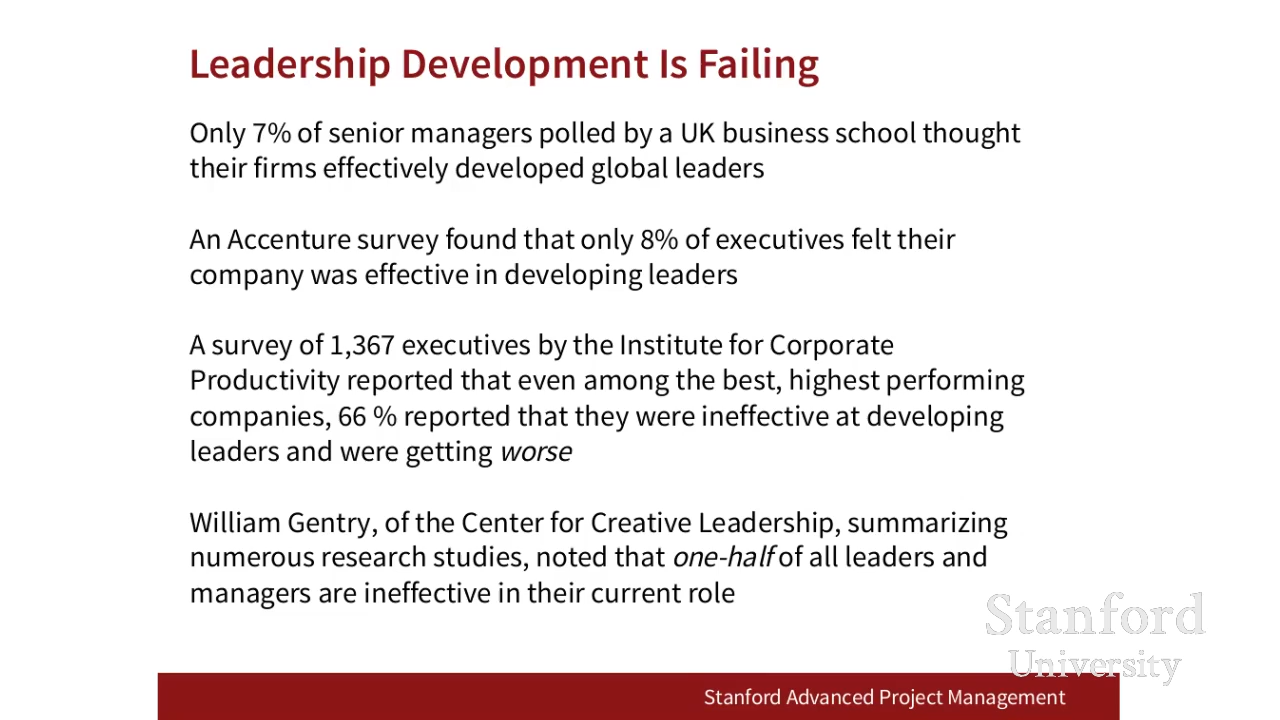 Leadership Development Is Failing
Only 7% of senior managers polled by a UK business school thought
their firms effectively developed global leaders
An Accenture survey found that only 8% of executives felt their
company was effective in developing leaders
A survey of 1,367 executives by the Institute for Corporate
Productivity reported that even among the best, highest performing
companies, 66 % reported that they were ineffective at developing
leaders and were getting worse
William Gentry, of the Center for Creative Leadership, summarizing
numerous research studies, noted that one-half of all leaders and
managers are ineffective in their current role
Stanford
University
Stanford Advanced Project Management